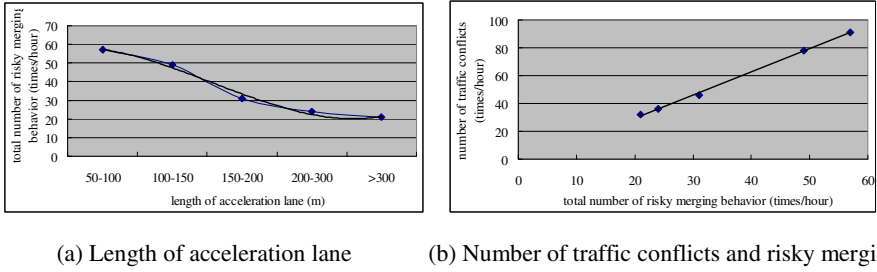 total number of risky merging
behavior (times/hour)
70
60
50
40
30
20
10
0
50-100 100-150 150-200 200-300 >300
length of acceleration lane (m)
number of traffic conflicts
(times/hour)
100
80
60
40
20
0
0 10 20 30 40 50 60
total number of risky merging behavior (times/hour)
(a) Length of acceleration lane
(b) Number of traffic conflicts and risky mergi